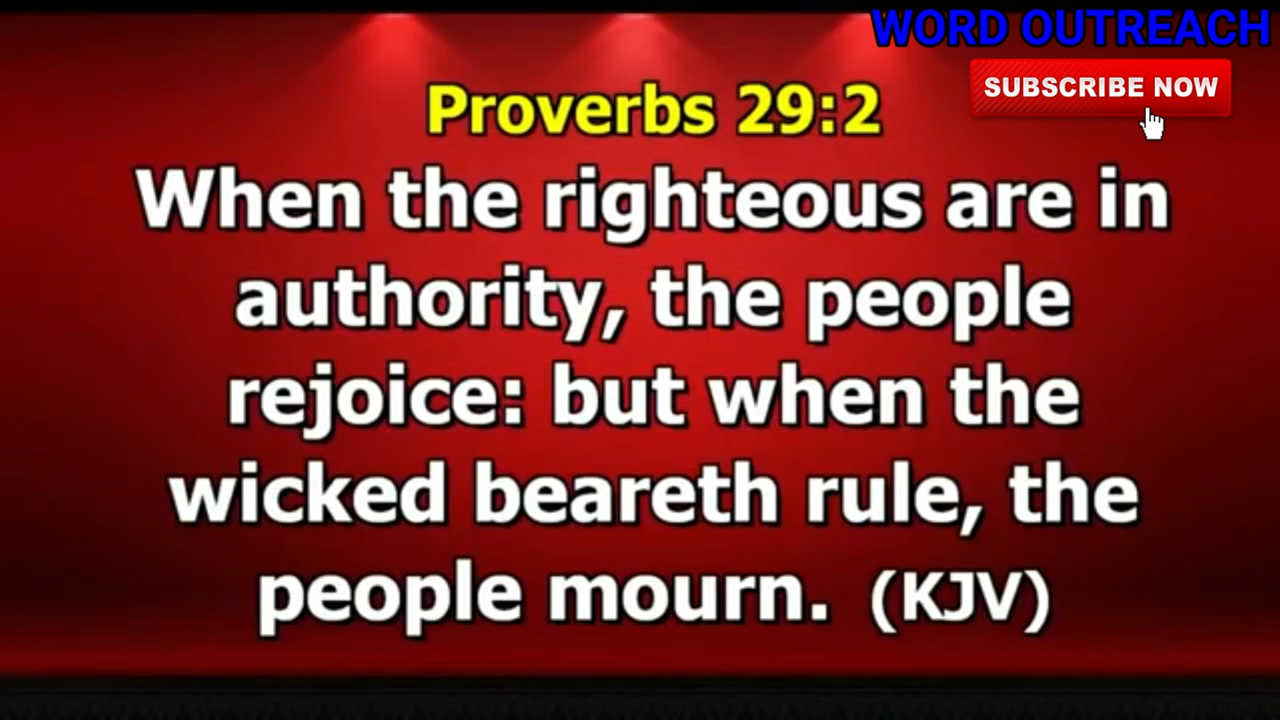 WORD OUTREACH
SUBSCRIBE NOW
Proverbs 29:2
When the righteous are in
authority, the people
rejoice: but when the
wicked beareth rule, the
people mourn. (KJV)